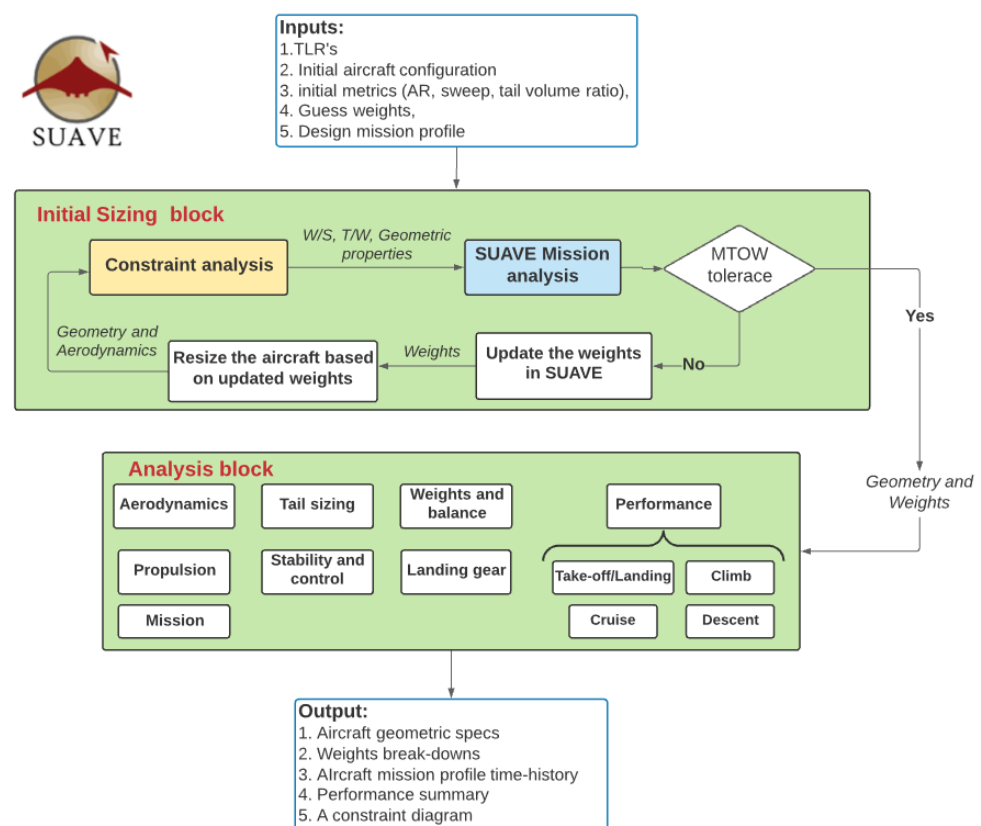 SUAVE
Inputs:
1.TLR's
2. Initial aircraft configuration
3. initial metrics (AR, sweep, tail volume ratio),
4. Guess weights,
5. Design mission profile
Initial Sizing block
Constraint analysis
W/S, T/W, Geometric
properties
SUAVE Mission
analysis
MTOW
tolerace
Yes
Geometry and
Aerodynamics
Resize the aircraft based
on updated weights
Weights
Update the weights
in SUAVE
No
Geometry and
Weights
Analysis block
Aerodynamics
Tail sizing
Weights and
balance
Performance
Propulsion
Stability and
control
Landing gear
Take-off/Landing
Climb
Mission
Cruise
Descent
Output:
1. Aircraft geometric specs
2. Weights break-downs
3. AIrcraft mission profile time-history
4. Performance summary
5. A constraint diagram